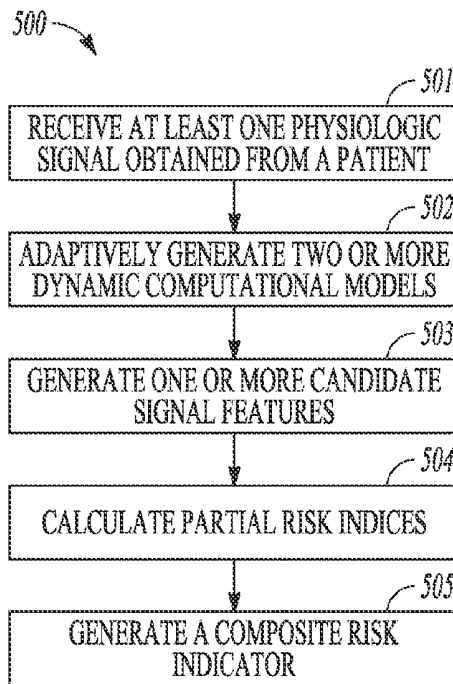 500
501
RECEIVE AT LEAST ONE PHYSIOLOGIC
SIGNAL OBTAINED FROM A PATIENT
502
ADAPTIVELY GENERATE TWO OR MORE
DYNAMIC COMPUTATIONAL MODELS
503
GENERATE ONE OR MORE CANDIDATE
SIGNAL FEATURES
504
CALCULATE PARTIAL RISK INDICES
505
GENERATE A COMPOSITE RISK
INDICATOR